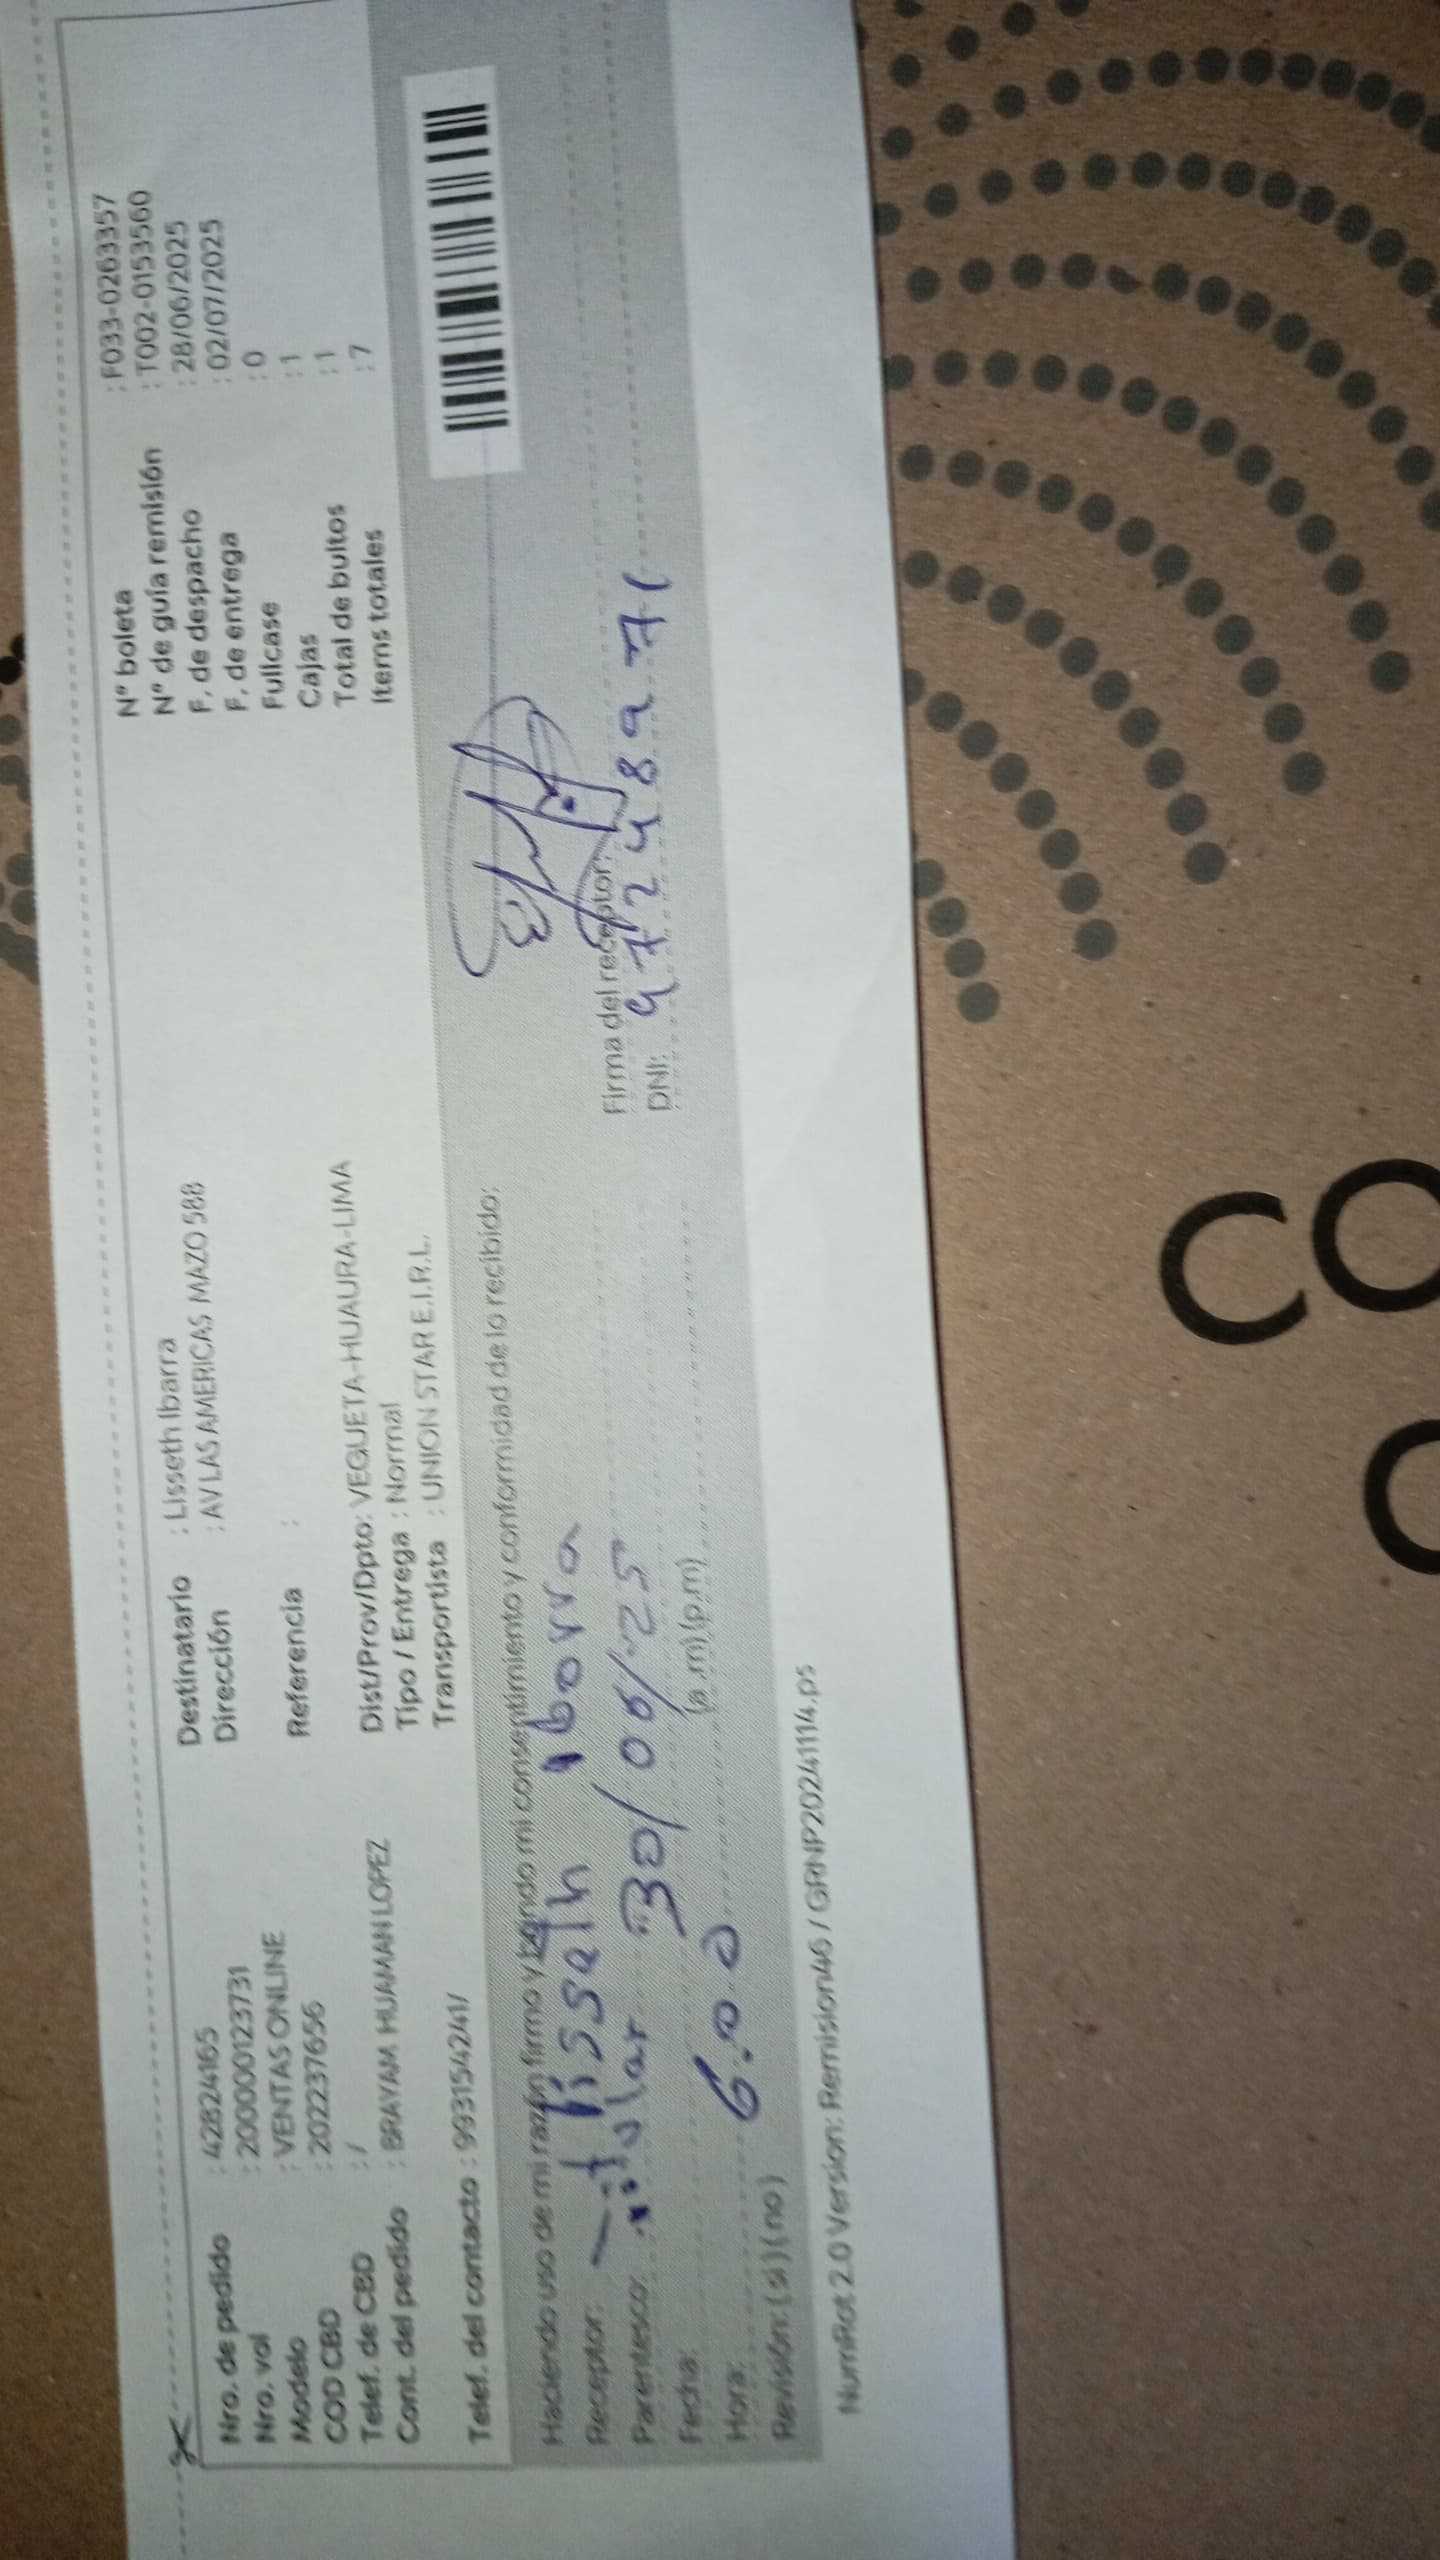 Nro. de pedido : 42824165
Nro. vol : 200000123731
Modelo : VENTAS ONLINE
COD CBD : 202237656
Telef. de CBD : /
Cont. del pedido : BRAYAM HUAMAN LOPEZ
Telef. del contacto : 993154241/
Destinatario : Lisseth Ibarra
Dirección : AV LAS AMERICAS MAZO 588
Referencia :
Dist/Prov/Dpto: VEGUETA-HUAURA-LIMA
Tipo / Entrega : Normal
Transportista : UNION STAR E.I.R.L.
N° boleta : F033-0263357
N° de guía remisión : T002-0153560
F. de despacho : 28/06/2025
F. de entrega : 02/07/2025
Fullcase : 0
Cajas : 1
Total de bultos : 1
Items totales : 7
Haciendo uso de mi razón firmo y brindo mi consentimiento y conformidad de lo recibido:
Receptor: lisseth ibarra
Parentesco: titular
Fecha: 30/06/25
Hora: 6:00 (a.m) (p.m)
Revisión: (si) (no)
Firma del receptor:
DNI: 47248971
NumRot 2.0 Version: Remision46 / GRNP20241114.ps
CO